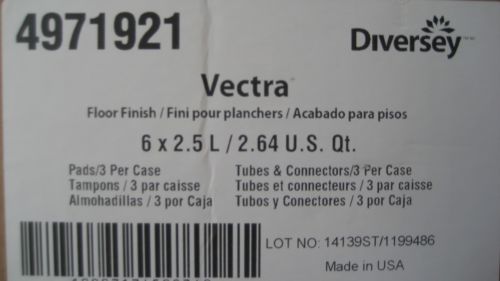 4971921
Diversey™
Vectra™
Floor Finish / Fini pour planchers / Acabado para pisos
6 x 2.5 L / 2.64 U.S. Qt.
Pads/3 Per Case
Tampons / 3 par caisse
Almohadillas / 3 por Caja
Tubes & Connectors/3 Per Case
Tubes et connecteurs / 3 par caisse
Tubos y Conectores / 3 por Caja
LOT NO: 14139ST/1199486
Made in USA